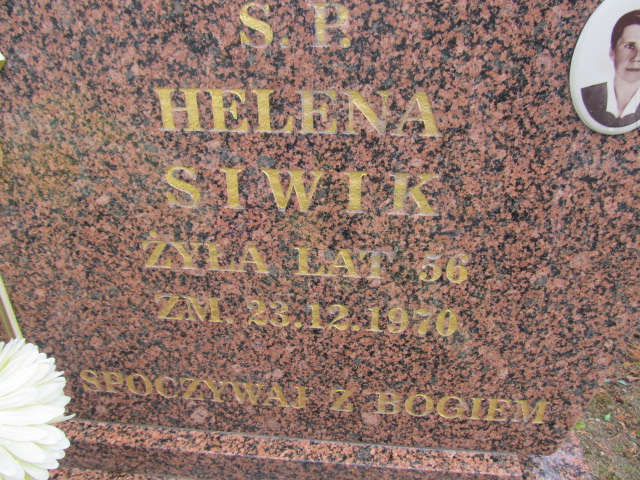 Ś. P.
HELENA
SIWIK
ŻYŁA LAT 56
ZM. 23.12.1970
SPOCZYWAJ Z BOGIEM